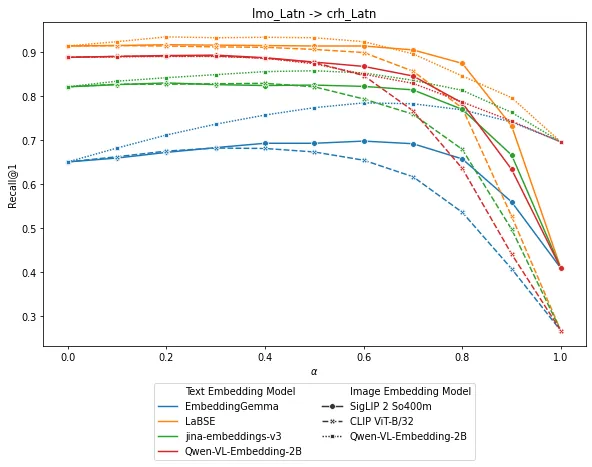 lmo_Latn -> crh_Latn
Recall@1
0.9
0.8
0.7
0.6
0.5
0.4
0.3
0.0
0.2
0.4
0.6
0.8
1.0
α
Text Embedding Model
EmbeddingGemma
LaBSE
jina-embeddings-v3
Qwen-VL-Embedding-2B
Image Embedding Model
SigLIP 2 So400m
CLIP ViT-B/32
Qwen-VL-Embedding-2B